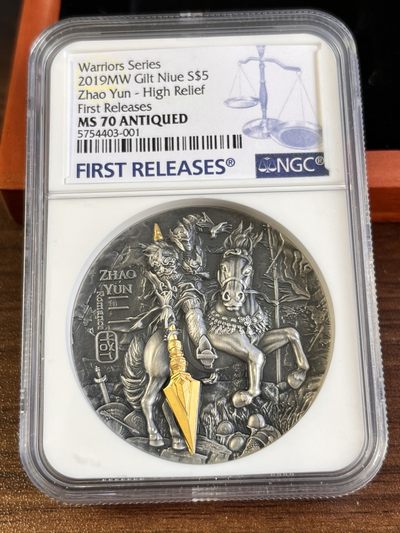 Warriors Series
2019MW Gilt Niue S$5
Zhao Yun - High Relief
First Releases
MS 70 ANTIQUED
5754403-001
FIRST RELEASES®
NGC®
ZHAO
YUN
Romance